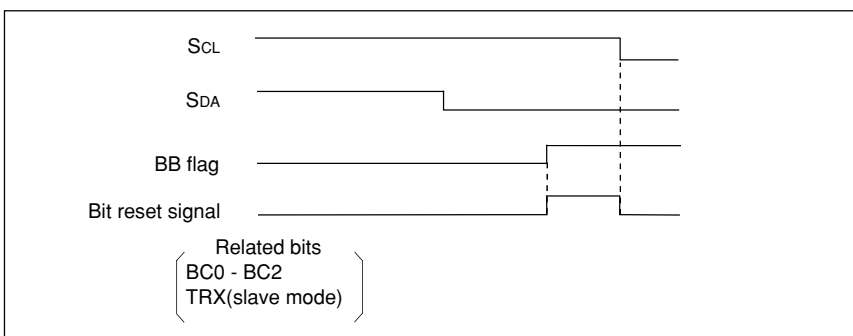 SCL
SDA
BB flag
Bit reset signal
Related bits
BC0 - BC2
TRX(slave mode)